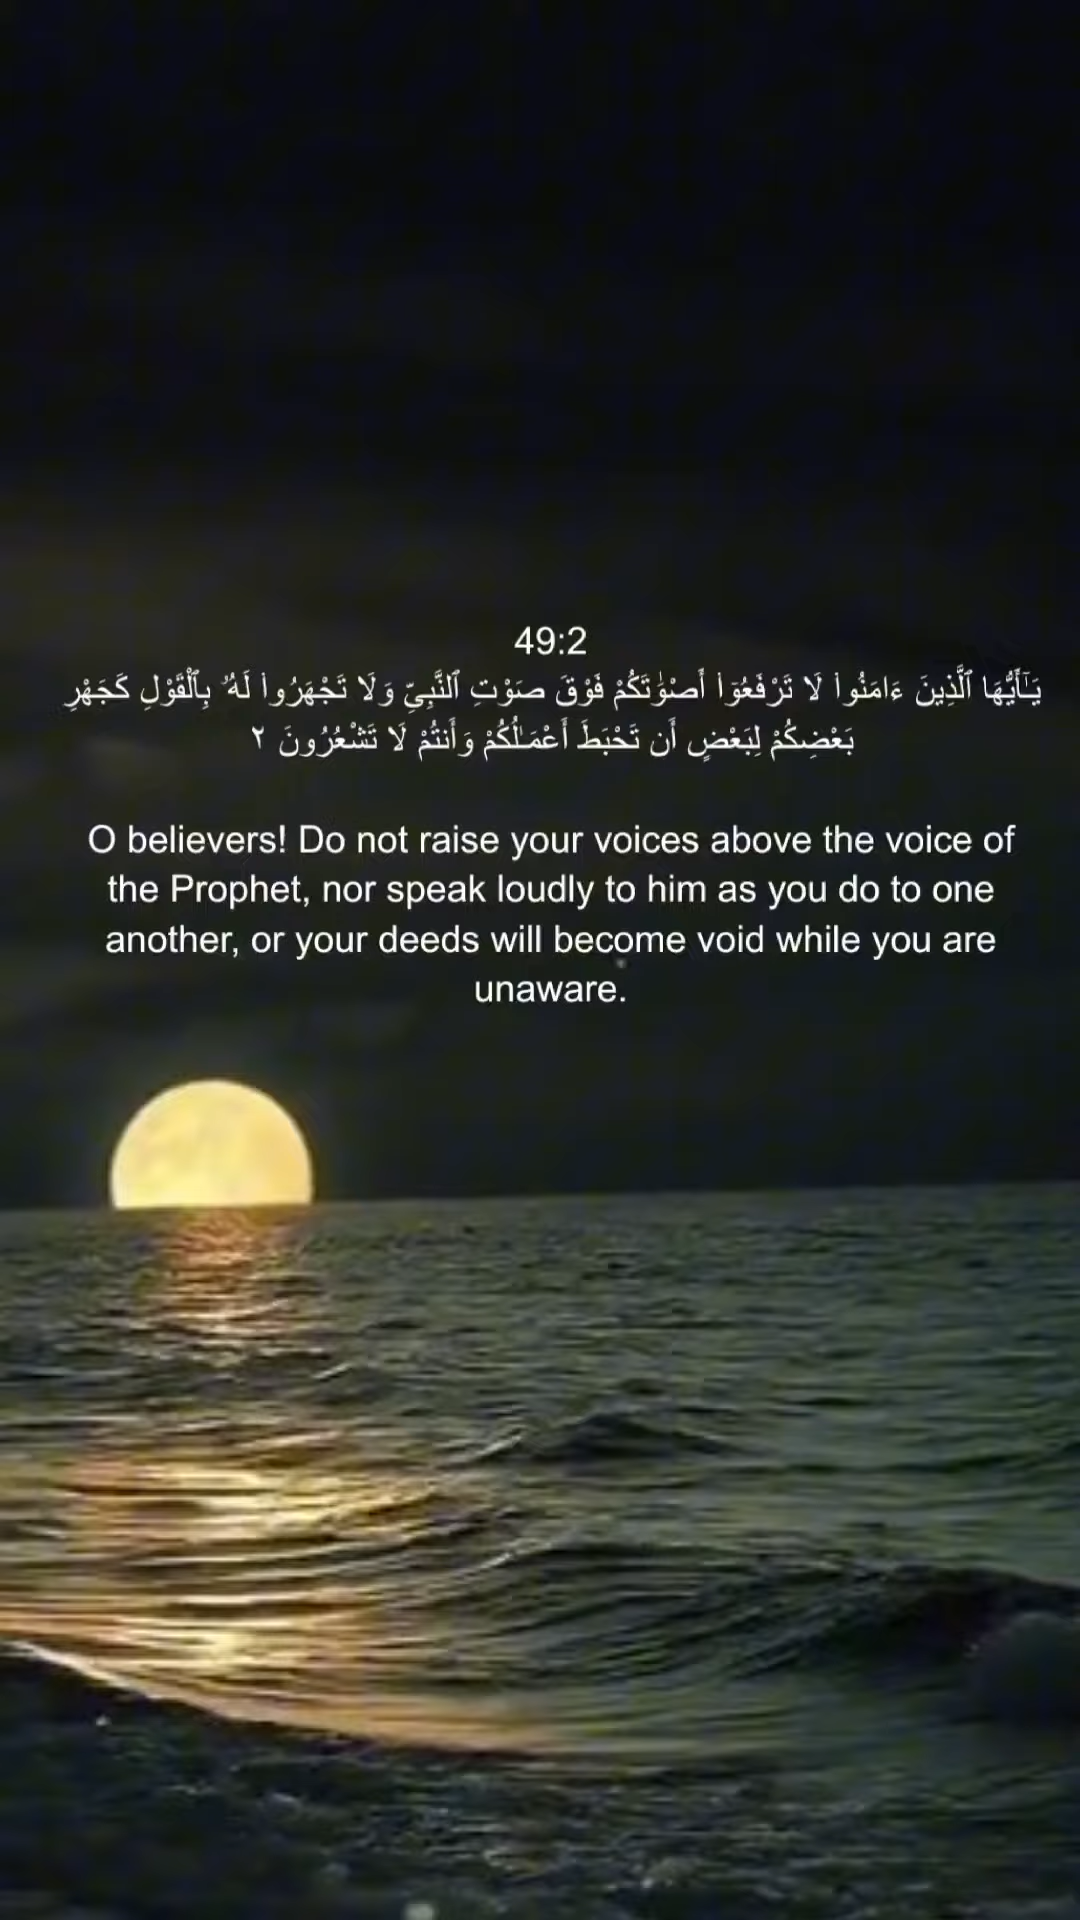 49:2
يَـٰٓأَيُّهَا ٱلَّذِينَ ءَامَنُوا۟ لَا تَرْفَعُوٓا۟ أَصْوَٰتَكُمْ فَوْقَ صَوْتِ ٱلنَّبِىِّ وَلَا تَجْهَرُوا۟ لَهُۥ بِٱلْقَوْلِ كَجَهْرِ
بَعْضِكُمْ لِبَعْضٍ أَن تَحْبَطَ أَعْمَـٰلُكُمْ وَأَنتُمْ لَا تَشْعُرُونَ ٢
O believers! Do not raise your voices above the voice of
the Prophet, nor speak loudly to him as you do to one
another, or your deeds will become void while you are
unaware.